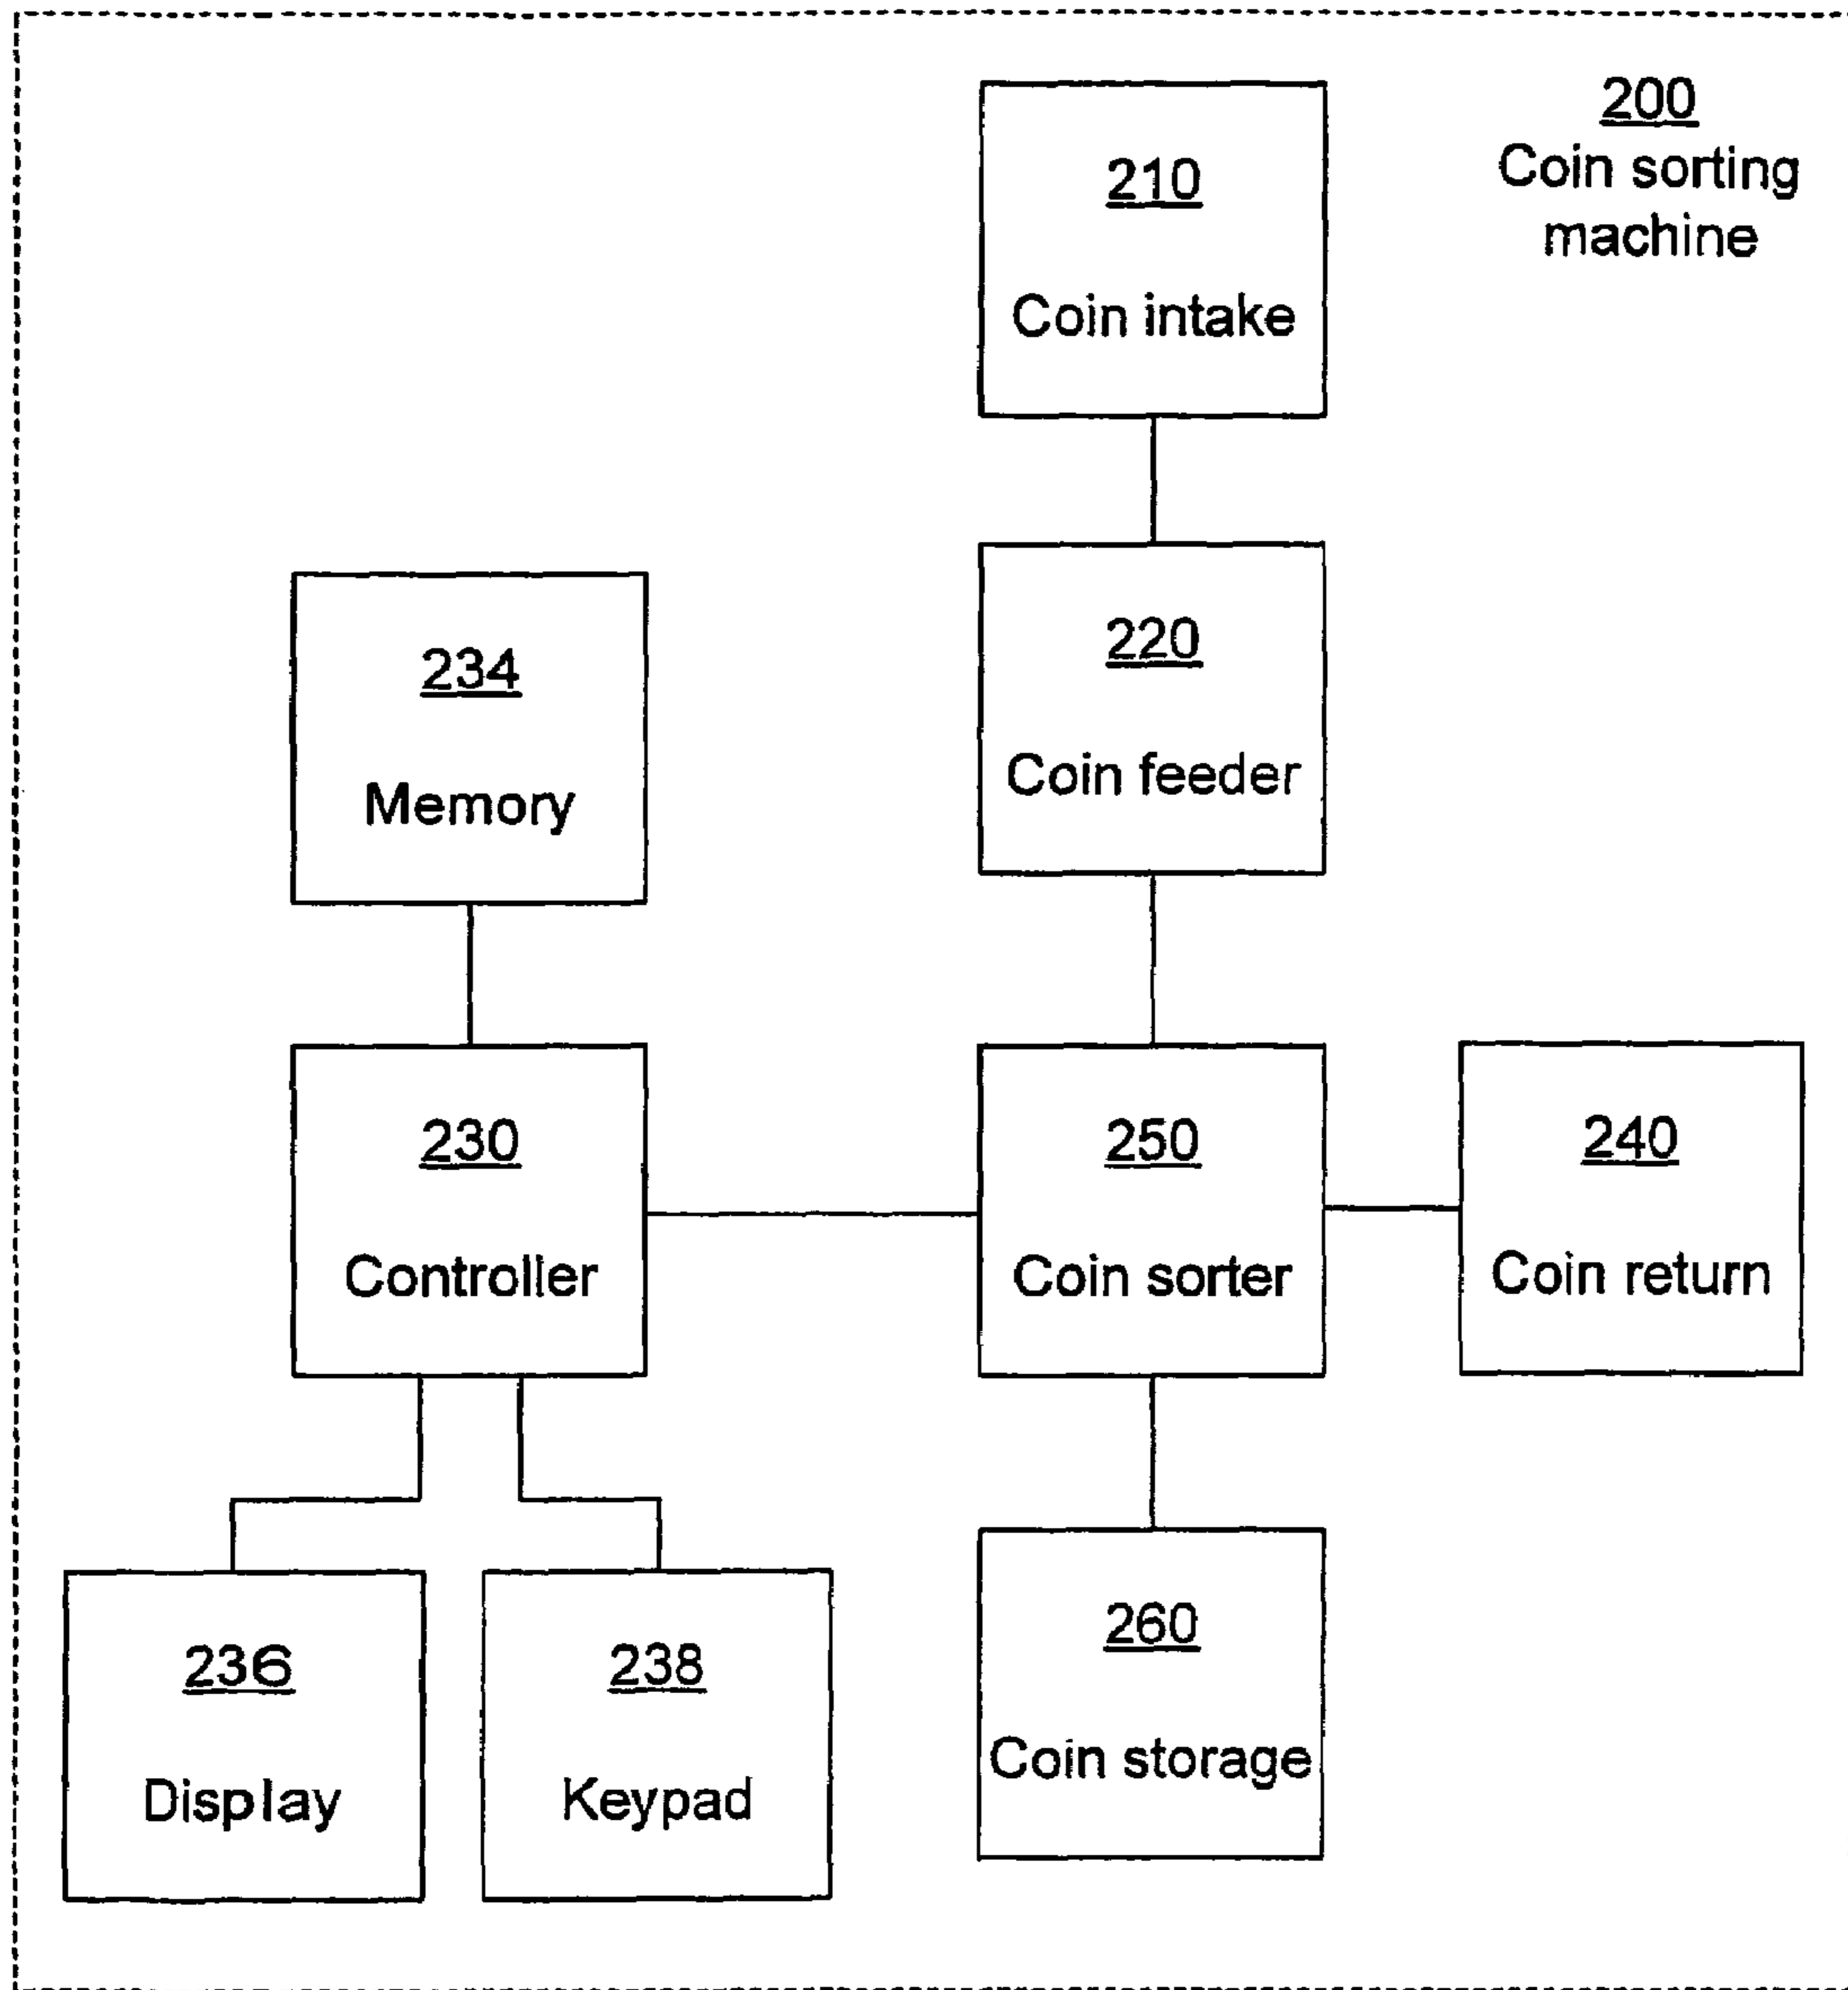 200
Coin sorting
machine
210
Coin intake
220
Coin feeder
234
Memory
230
Controller
250
Coin sorter
240
Coin return
236
Display
238
Keypad
260
Coin storage